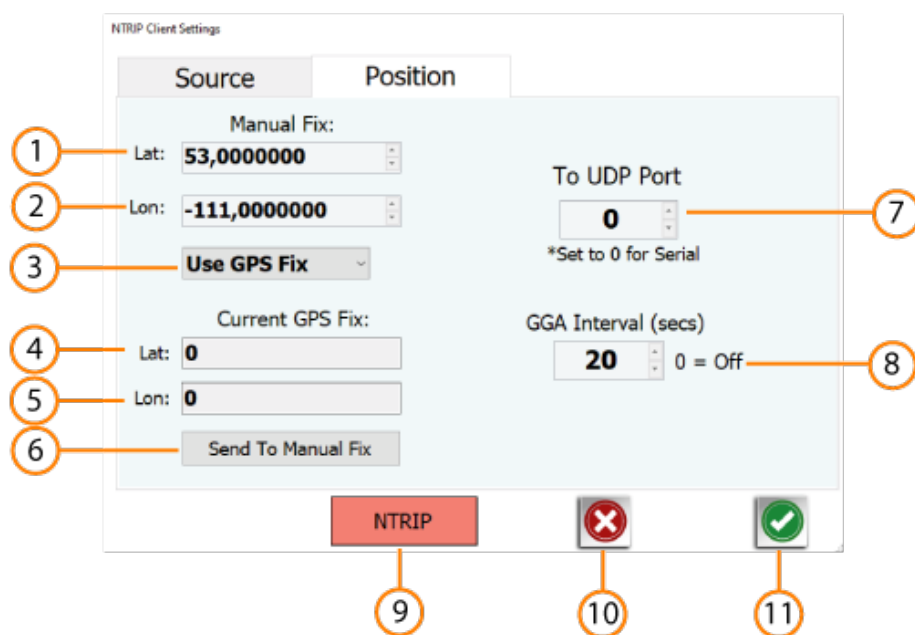 NTRIP Client Settings
Source Position
Manual Fix:
1 Lat: 53,0000000
2 Lon: -111,0000000
3 Use GPS Fix
Current GPS Fix:
4 Lat: 0
5 Lon: 0
6 Send To Manual Fix
To UDP Port
0 7
*Set to 0 for Serial
GGA Interval (secs)
20 0 = Off 8
NTRIP
9 10 11